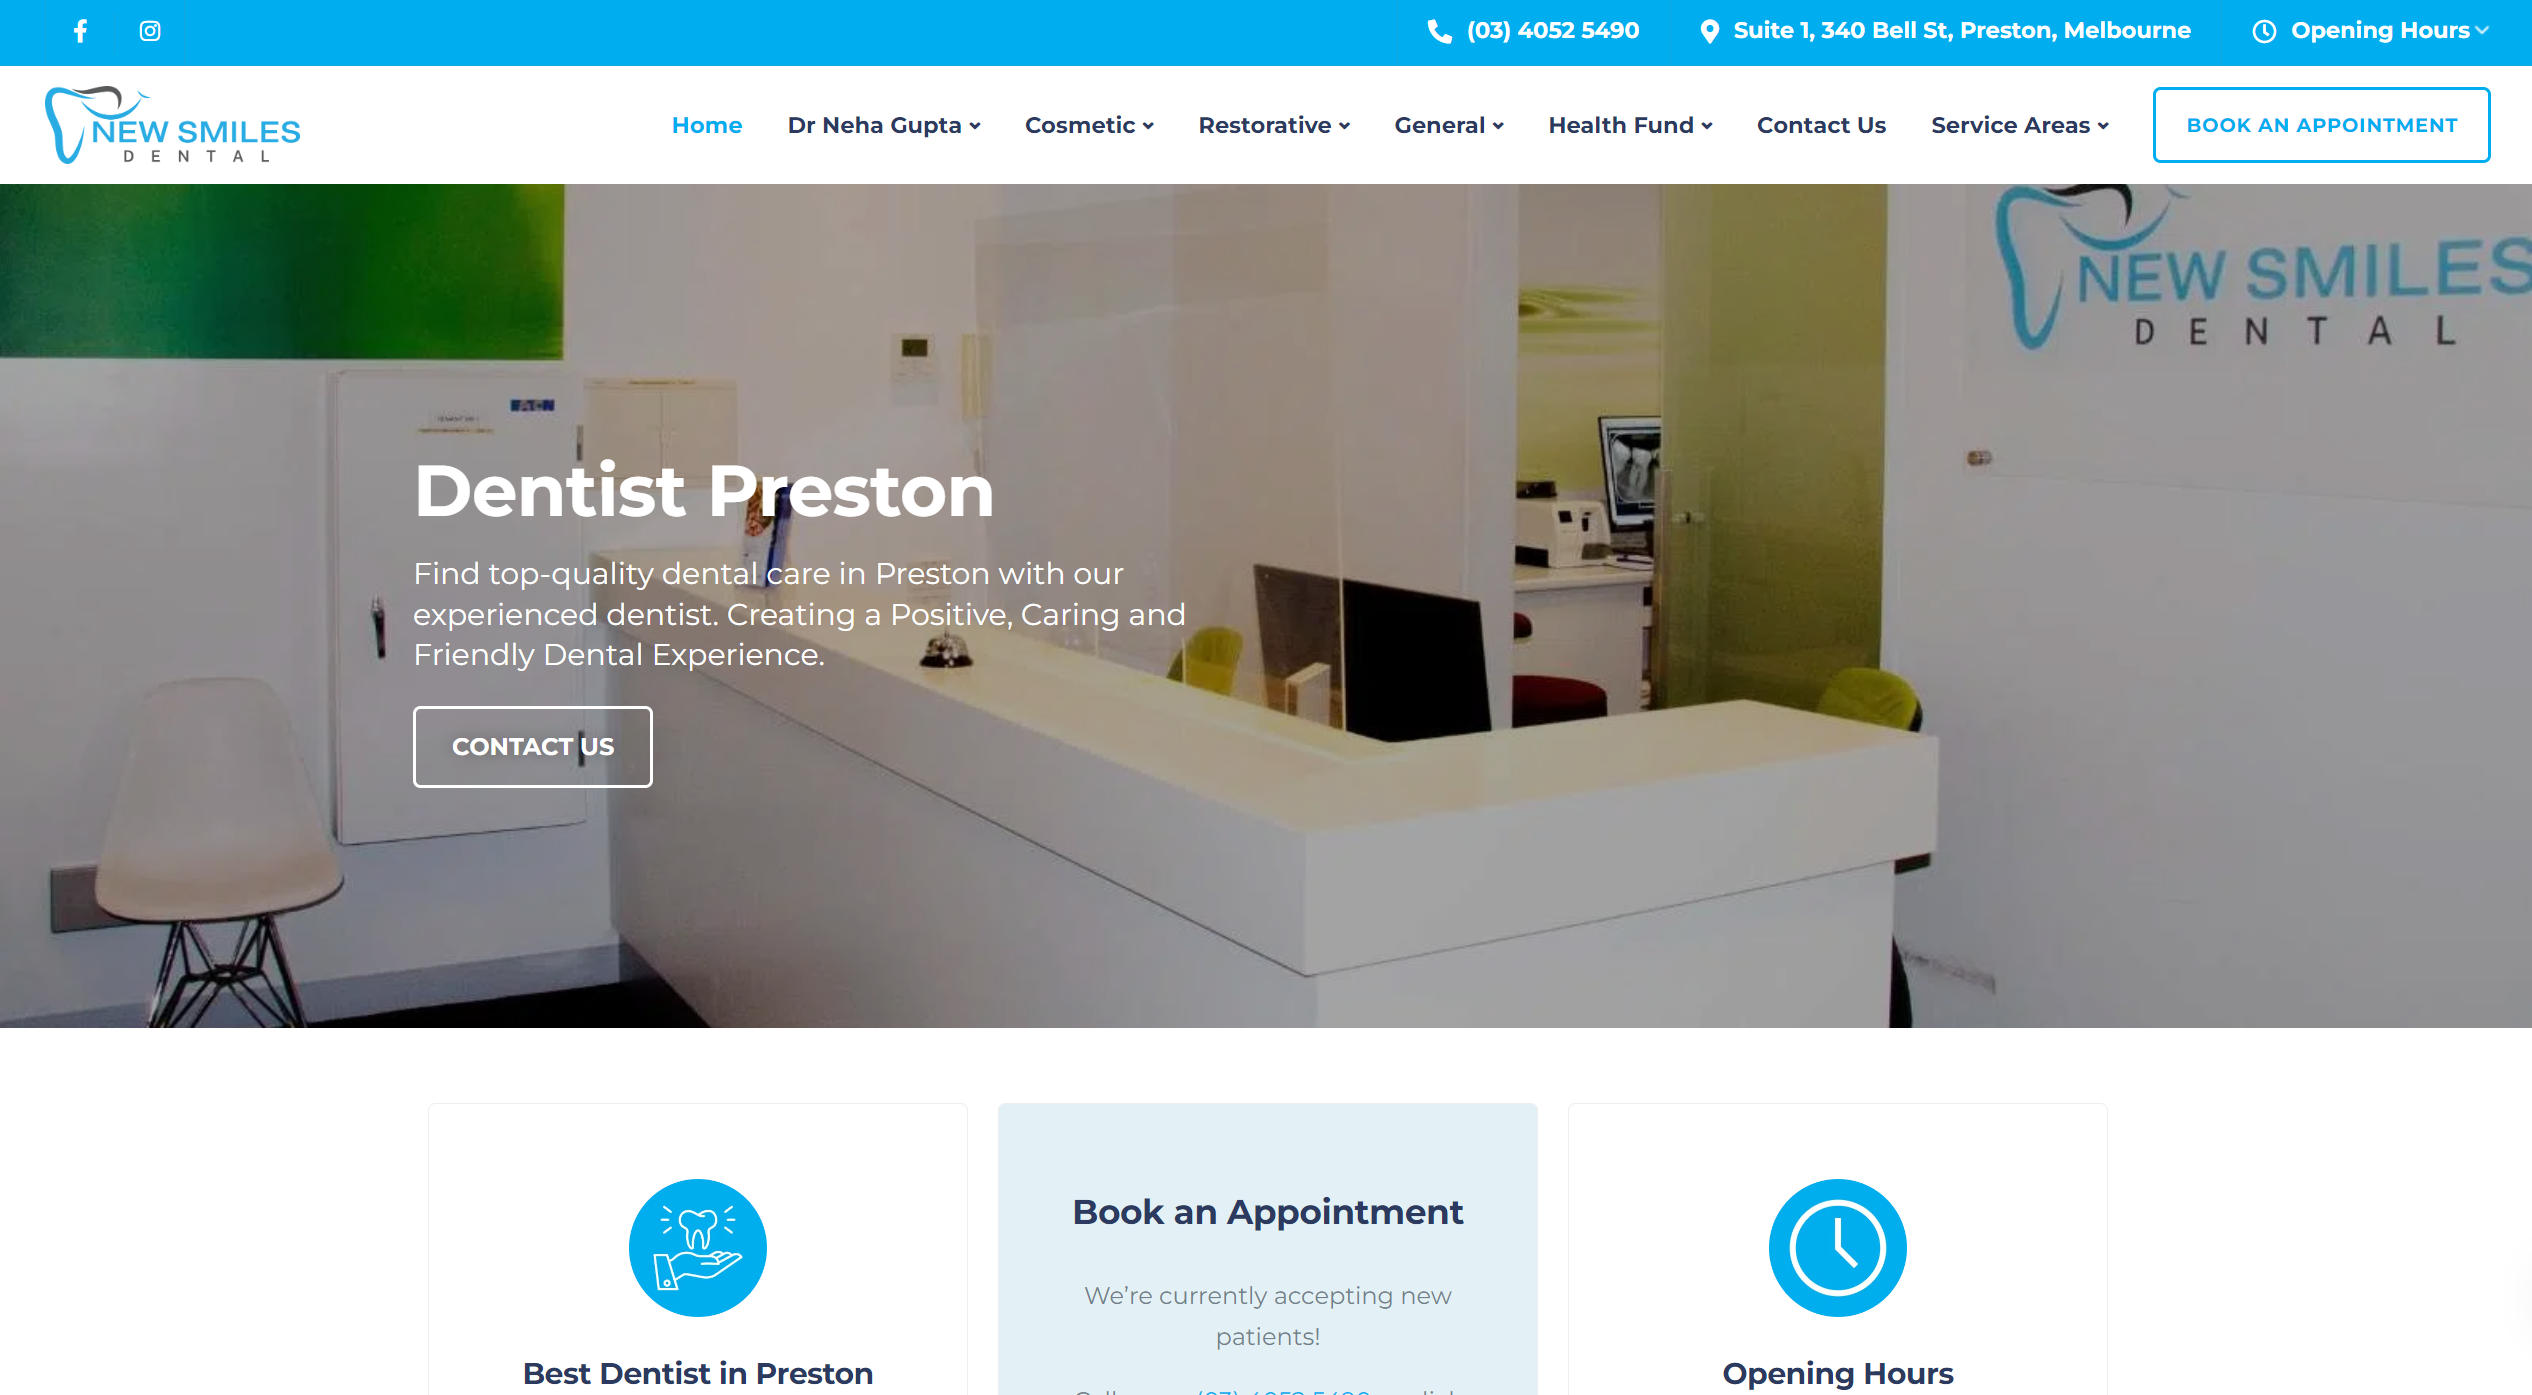 (03) 4052 5490
Suite 1, 340 Bell St, Preston, Melbourne
Opening Hours
NEW SMILES
DENTAL
Home
Dr Neha Gupta
Cosmetic
Restorative
General
Health Fund
Contact Us
Service Areas
BOOK AN APPOINTMENT
NEW SMILES
DENTAL
Dentist Preston
Find top-quality dental care in Preston with our
experienced dentist. Creating a Positive, Caring and
Friendly Dental Experience.
CONTACT US
Best Dentist in Preston
Book an Appointment
We’re currently accepting new
patients!
Opening Hours